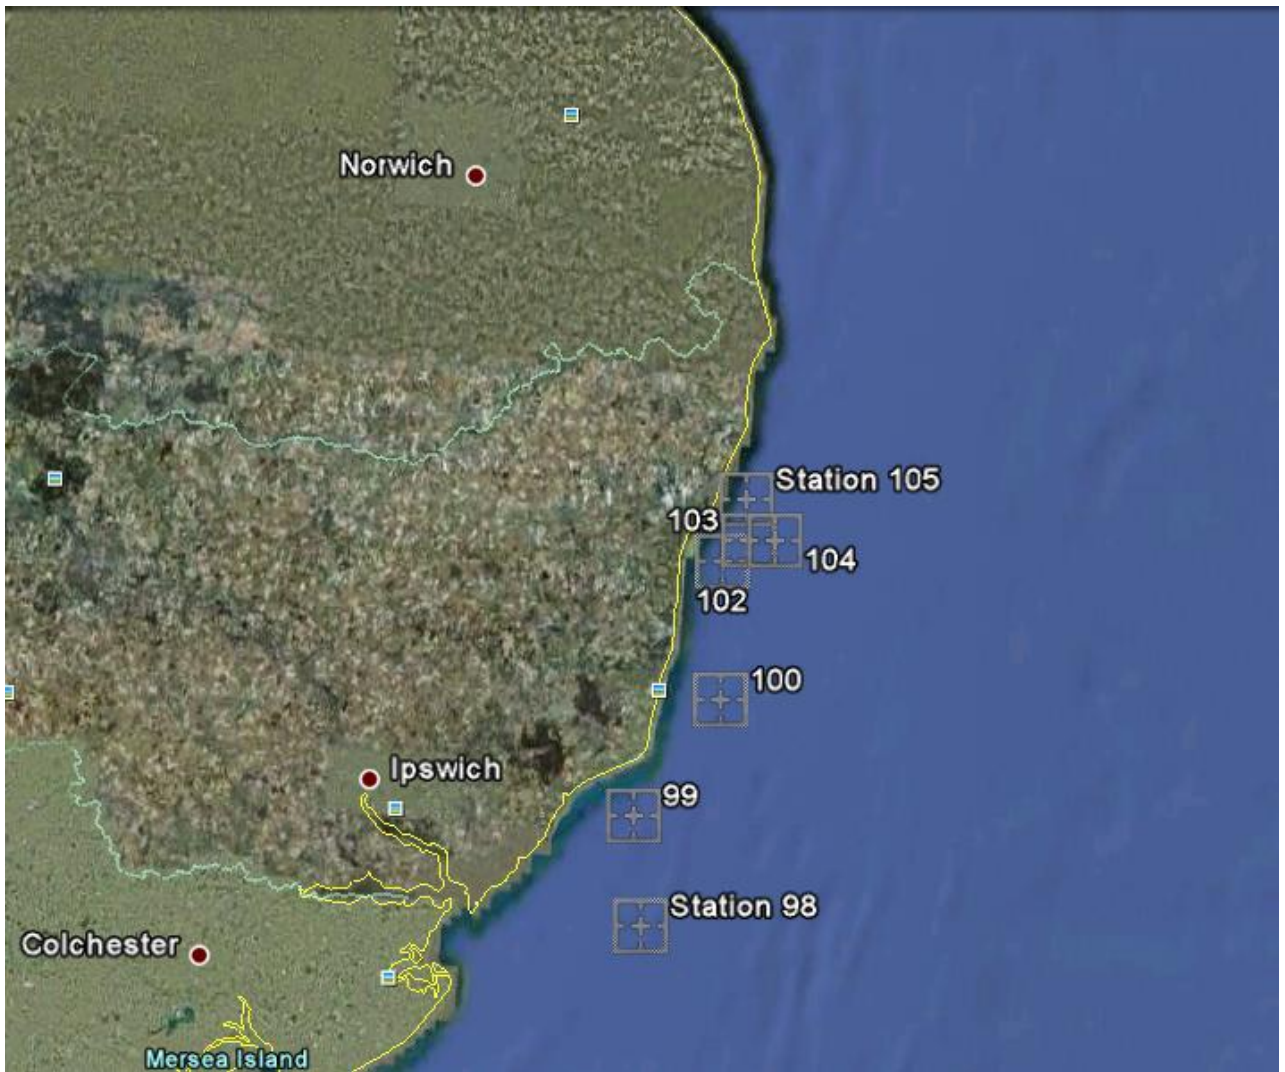 Norwich
Station 105
103
104
102
100
Ipswich
99
Station 98
Colchester
Mersea Island